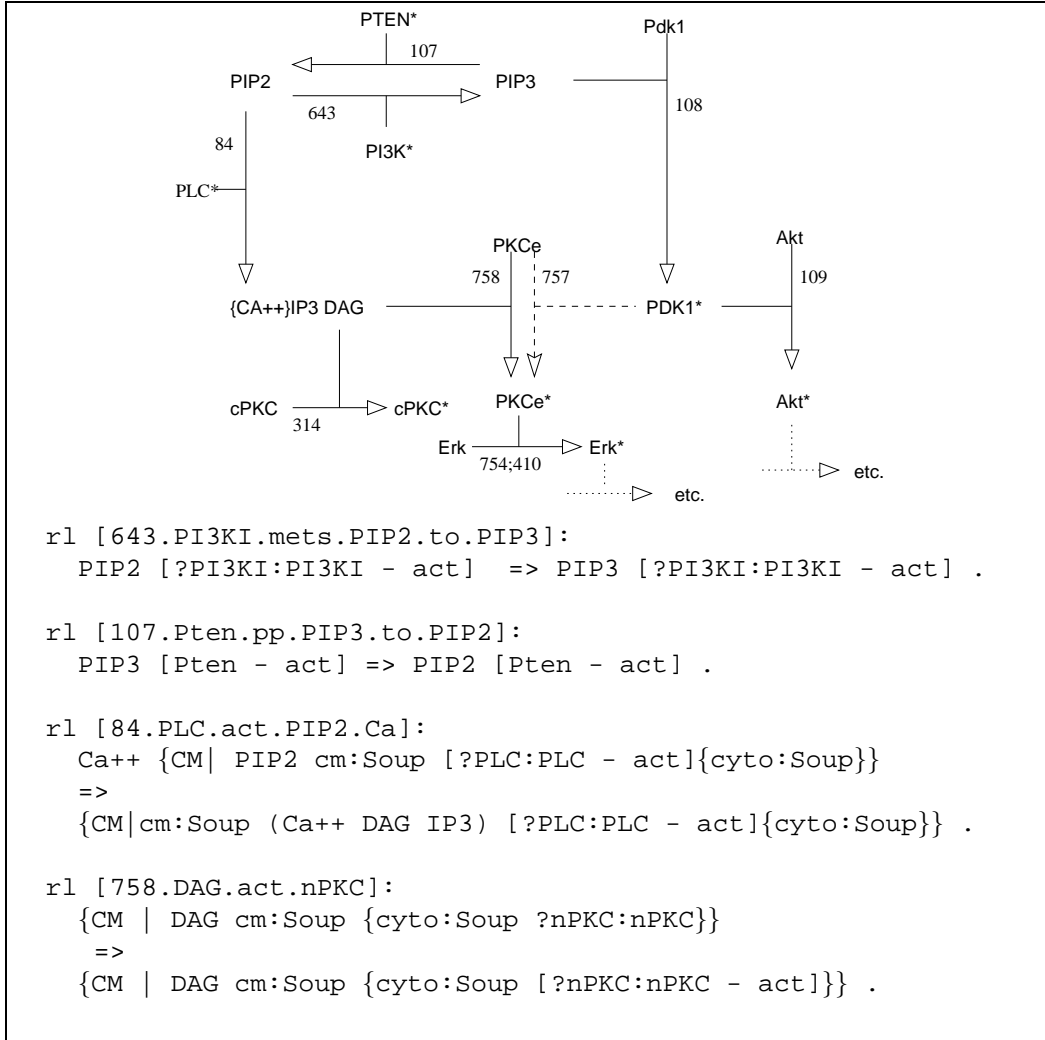 PTEN*
Pdk1
107
PIP2
PIP3
643
108
84
PI3K*
PLC*
PKCe
Akt
758
757
109
{CA++}IP3 DAG
PDK1*
cPKC
cPKC*
PKCe*
Akt*
314
Erk
Erk*
754;410
etc.
etc.
rl [643.PI3KI.mets.PIP2.to.PIP3]:
PIP2 [?PI3KI:PI3KI - act] => PIP3 [?PI3KI:PI3KI - act] .
rl [107.Pten.pp.PIP3.to.PIP2]:
PIP3 [Pten - act] => PIP2 [Pten - act] .
rl [84.PLC.act.PIP2.Ca]:
Ca++ {CM| PIP2 cm:Soup [?PLC:PLC - act]{cyto:Soup}}
=>
{CM|cm:Soup (Ca++ DAG IP3) [?PLC:PLC - act]{cyto:Soup}} .
rl [758.DAG.act.nPKC]:
{CM | DAG cm:Soup {cyto:Soup ?nPKC:nPKC}}
=>
{CM | DAG cm:Soup {cyto:Soup [?nPKC:nPKC - act]}} .